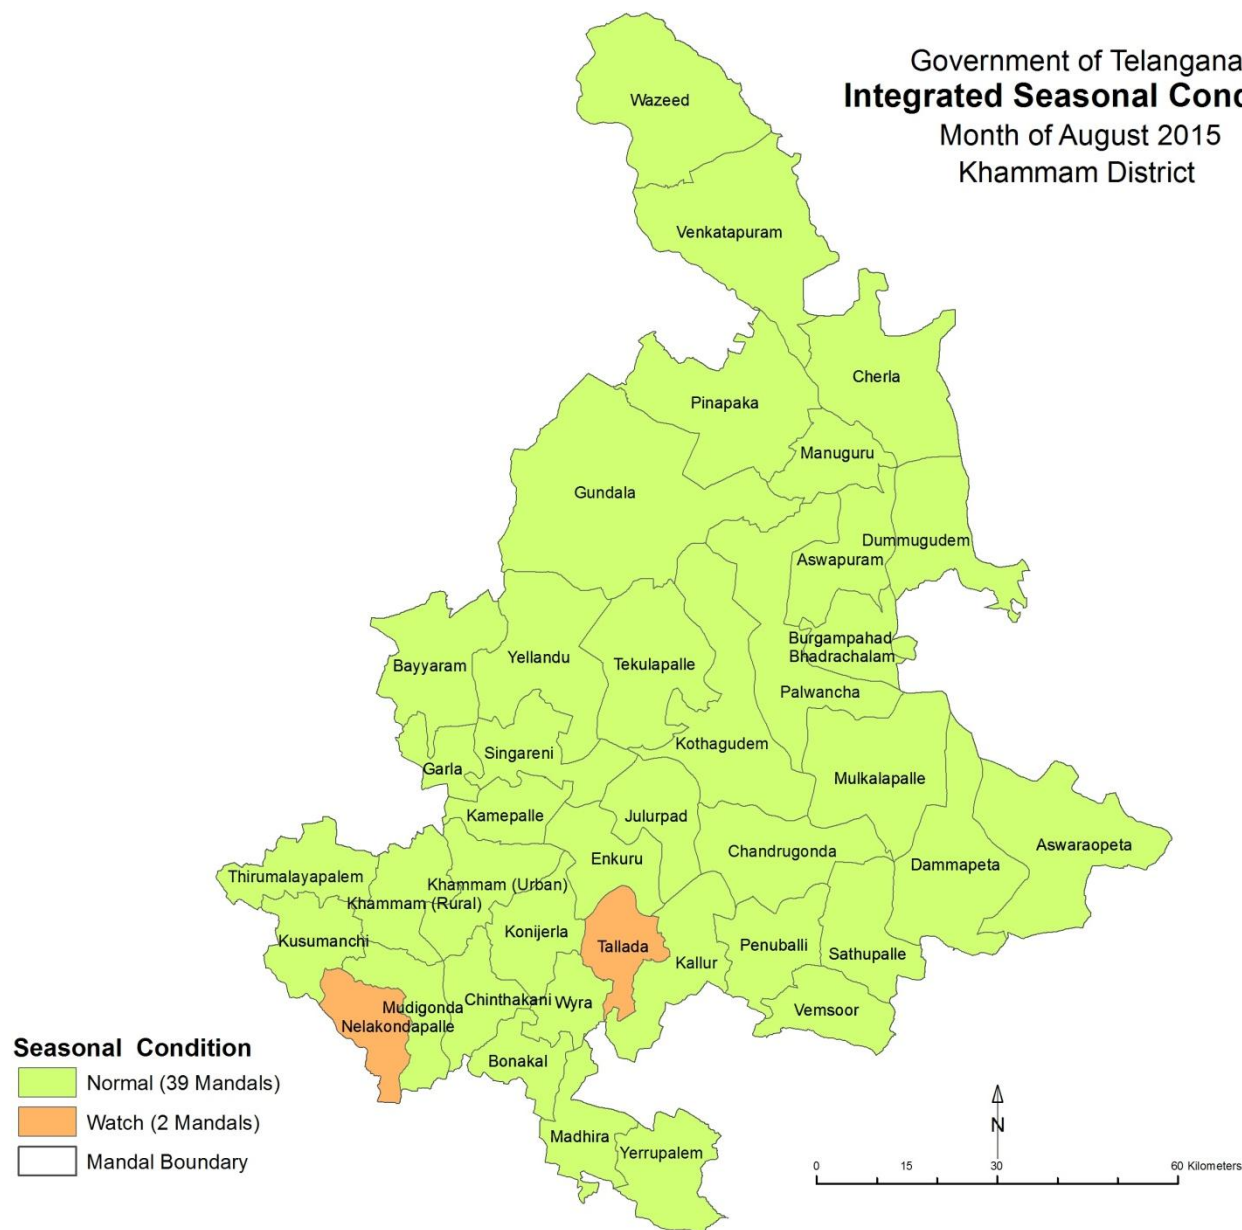 Government of Telangana
Integrated Seasonal Cond
Month of August 2015
Khammam District
Wazeed
Venkatapuram
Cherla
Pinapaka
Manuguru
Gundala
Dummugudem
Aswapuram
Burgampahad
Bhadrachalam
Bayyaram
Yellandu
Tekulapalle
Palwancha
Kothagudem
Singareni
Garla
Mulkalapalle
Kamepalle
Julurpad
Aswaraopeta
Chandrugonda
Enkuru
Dammapeta
Thirumalayapalem
Khammam (Urban)
Khammam (Rural)
Kusumanchi
Konijerla
Tallada
Kallur
Penuballi
Sathupalle
Mudigonda
Chinthakani
Wyra
Vemsoor
Nelakondapalle
Bonakal
Madhira
Yerrupalem
Seasonal Condition
Normal (39 Mandals)
Watch (2 Mandals)
Mandal Boundary
N
0 15 30 60 Kilometers